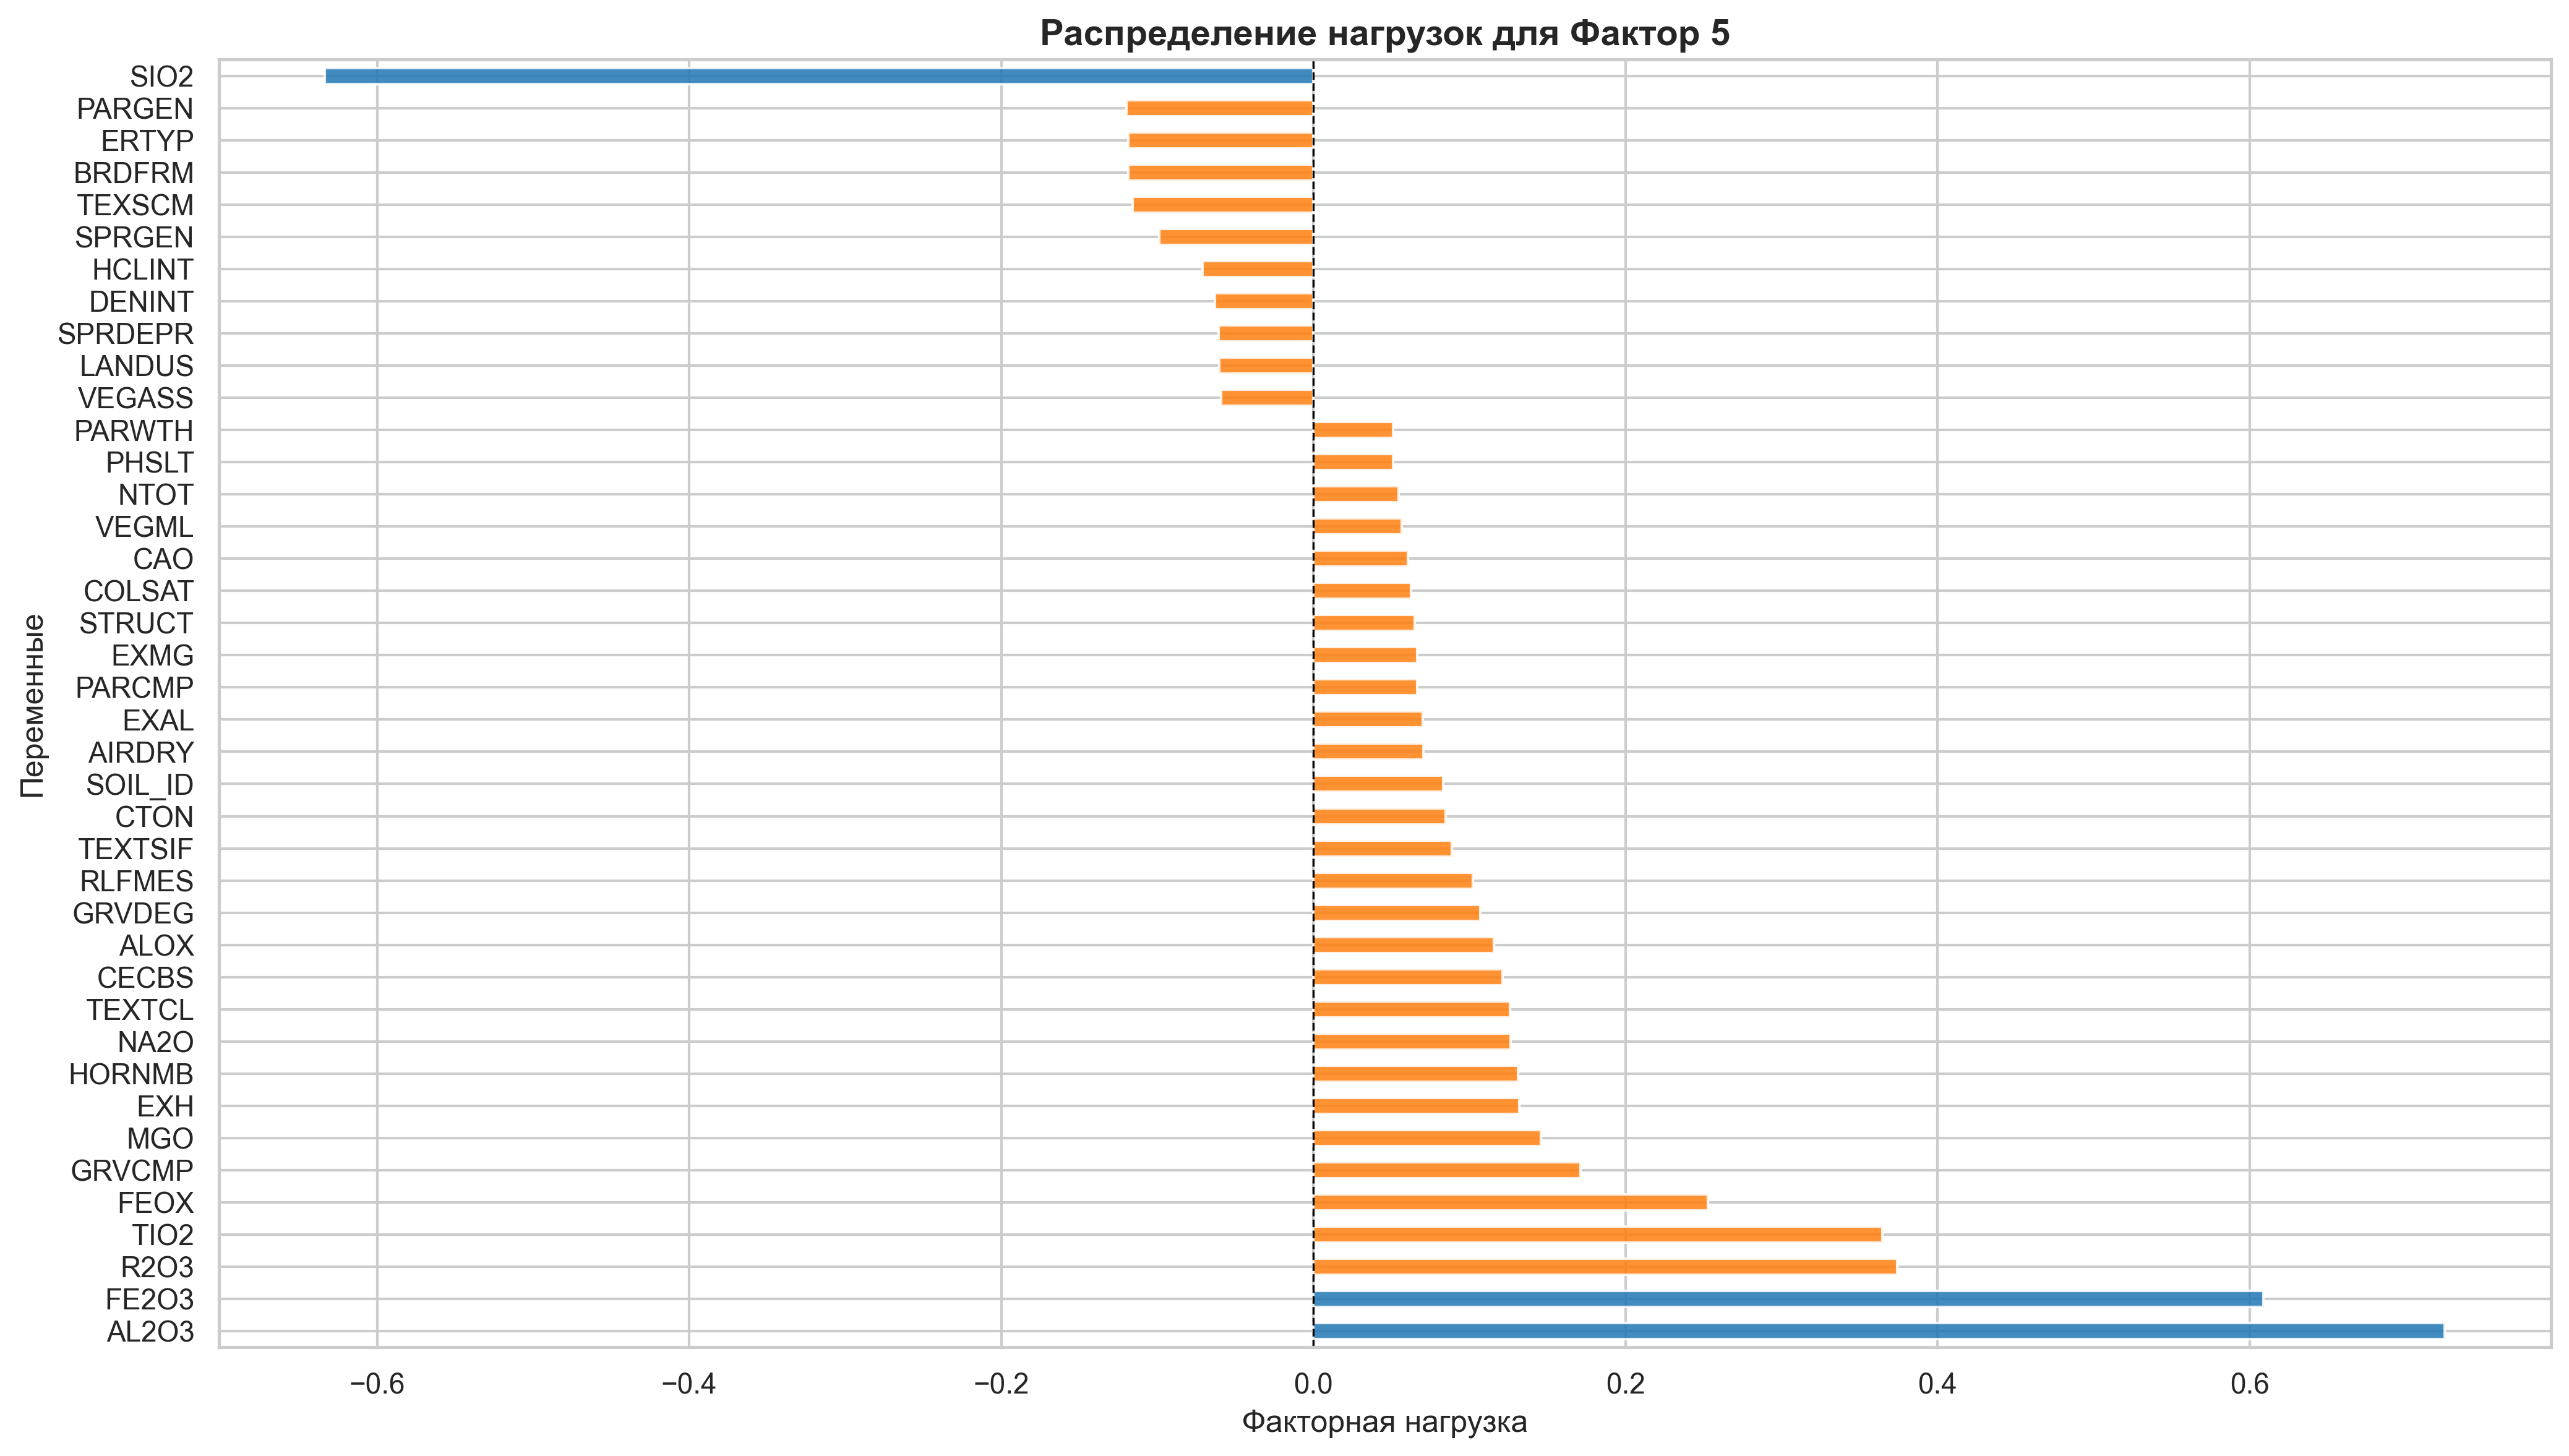 Распределение нагрузок для Фактор 5
SIO2
PARGEN
ERTYP
BRDFRM
TEXSCM
SPRGEN
HCLINT
DENINT
SPRDEPR
LANDUS
VEGASS
PARWTH
PHSLT
NTOT
VEGML
CAO
COLSAT
STRUCT
EXMG
PARCMP
EXAL
AIRDRY
SOIL_ID
CTON
TEXTSIF
RLFMES
GRVDEG
ALOX
CECBS
TEXTCL
NA2O
HORNMB
EXH
MGO
GRVCMP
FEOX
TIO2
R2O3
FE2O3
AL2O3
Переменные
−0.6 −0.4 −0.2 0.0 0.2 0.4 0.6
Факторная нагрузка